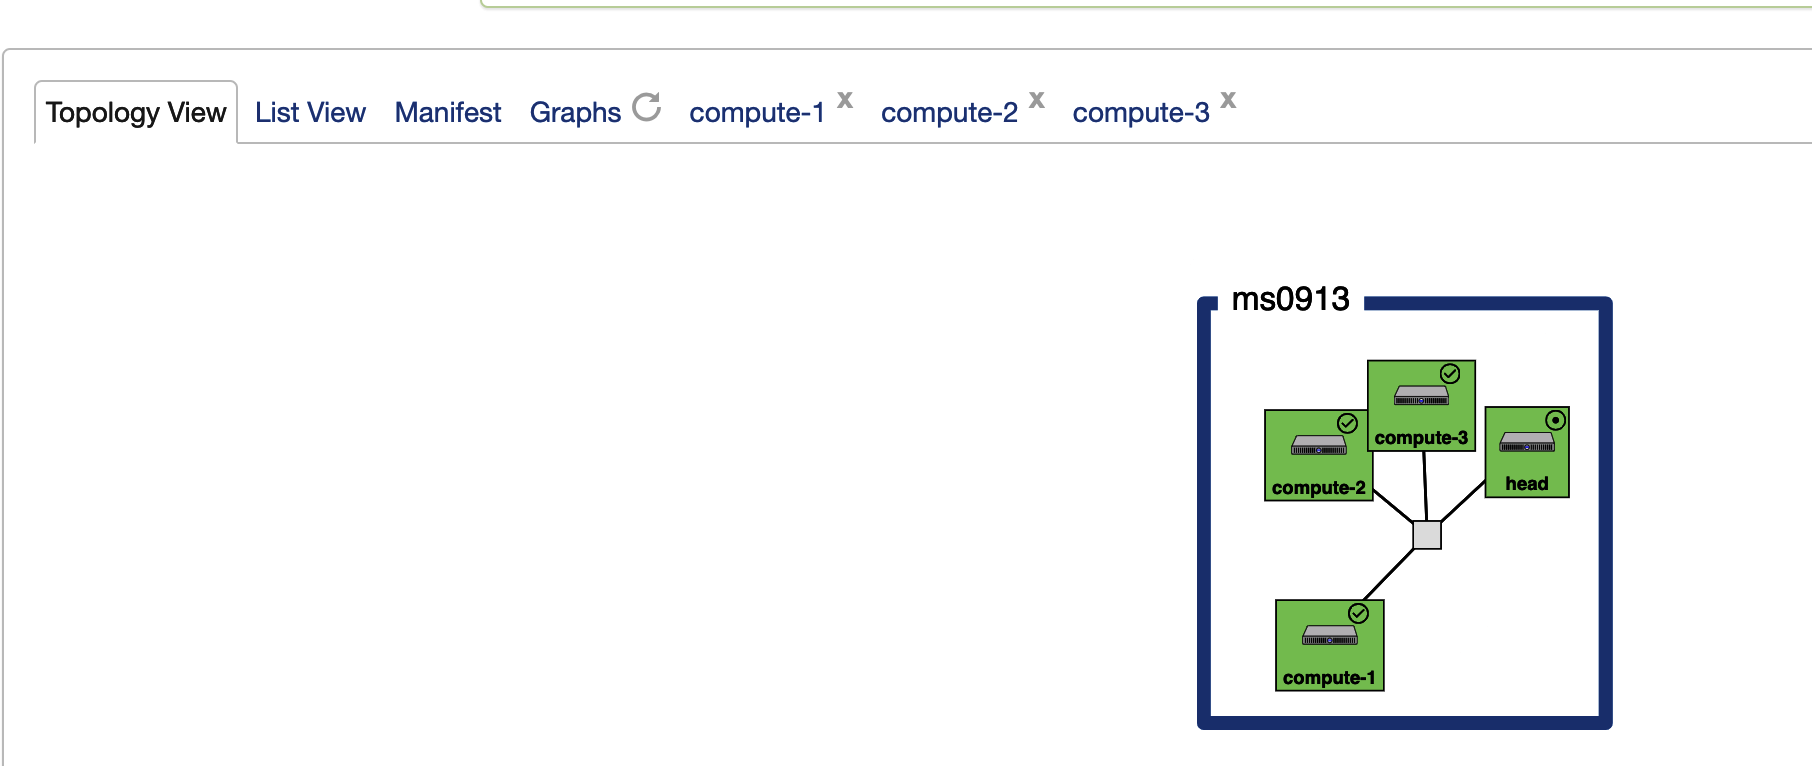 Topology View List View Manifest Graphs compute-1 x compute-2 x compute-3 x
ms0913
compute-3
compute-2
head
compute-1